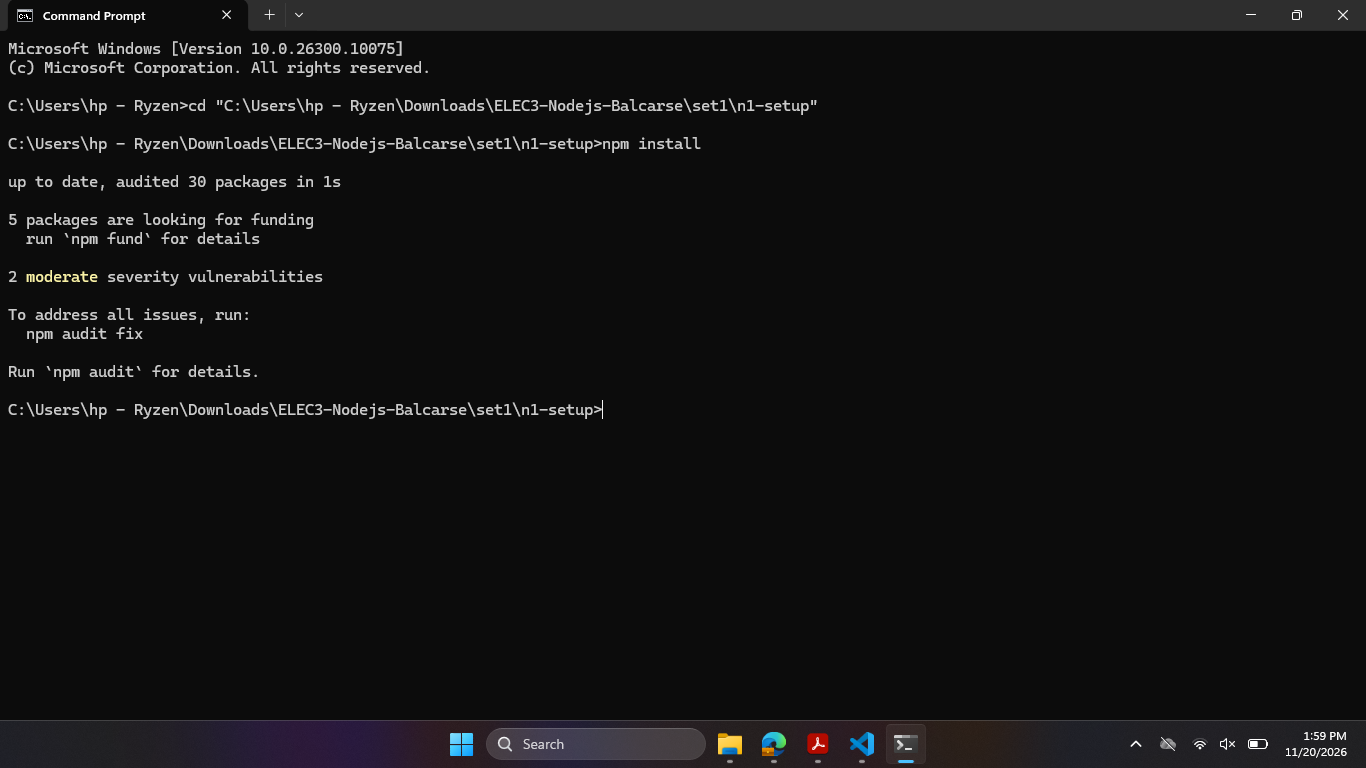 Command Prompt
Microsoft Windows [Version 10.0.26300.10075]
(c) Microsoft Corporation. All rights reserved.
C:\Users\hp - Ryzen>cd "C:\Users\hp - Ryzen\Downloads\ELEC3-Nodejs-Balcarse\set1\n1-setup"
C:\Users\hp - Ryzen\Downloads\ELEC3-Nodejs-Balcarse\set1\n1-setup>npm install
up to date, audited 30 packages in 1s
5 packages are looking for funding
  run `npm fund` for details
2 moderate severity vulnerabilities
To address all issues, run:
  npm audit fix
Run `npm audit` for details.
C:\Users\hp - Ryzen\Downloads\ELEC3-Nodejs-Balcarse\set1\n1-setup>
Search
1:59 PM
11/20/2026